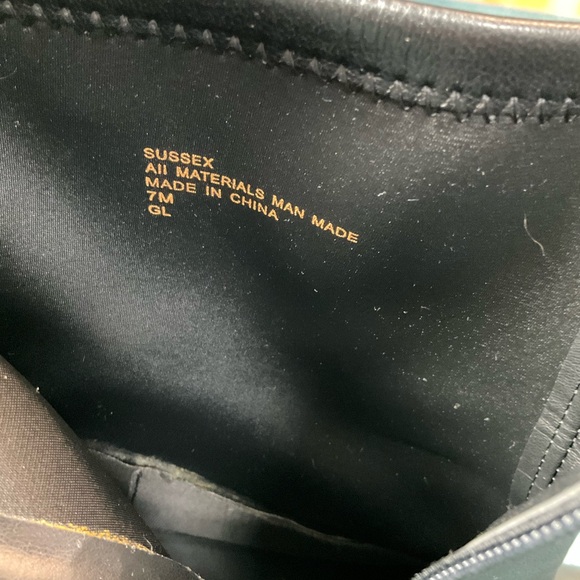 SUSSEX
All MATERIALS MAN MADE
MADE IN CHINA
7M
GL